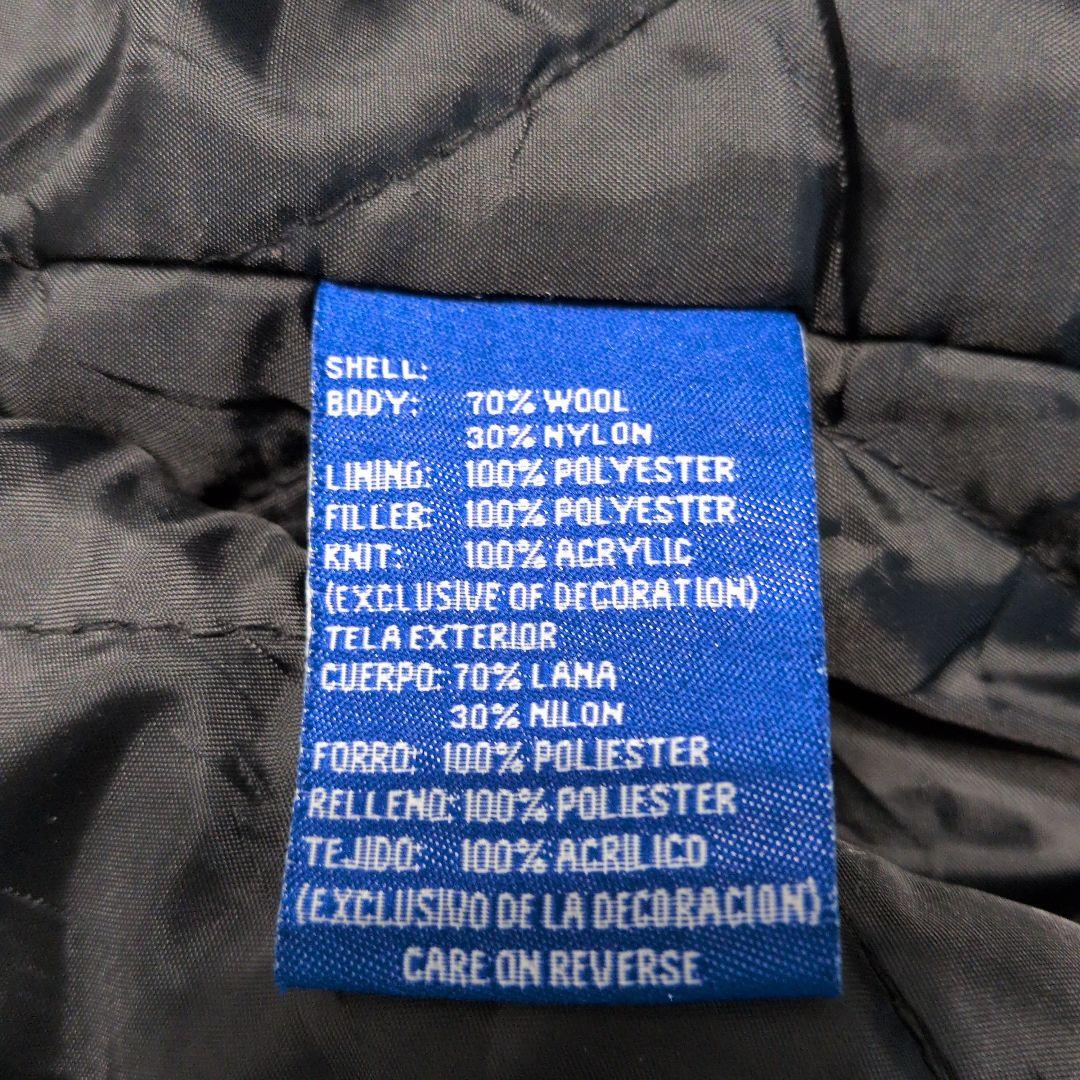 SHELL:
BODY: 70% WOOL
30% NYLON
LINING: 100% POLYESTER
FILLER: 100% POLYESTER
KNIT: 100% ACRYLIC
(EXCLUSIVE OF DECORATION)
TELA EXTERIOR
CUERPO: 70% LANA
30% NILON
FORRO: 100% POLIESTER
RELLENO: 100% POLIESTER
TEJIDO: 100% ACRILICO
(EXCLUSIVO DE LA DECORACION)
CARE ON REVERSE